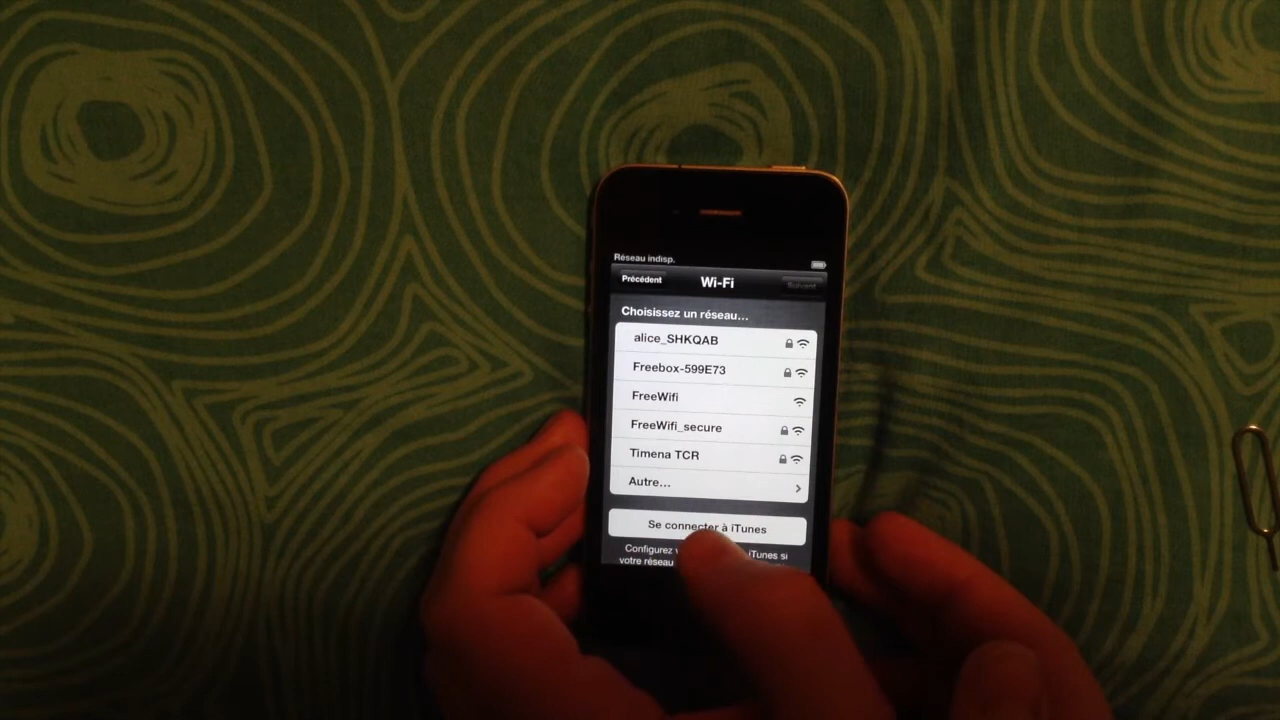 Réseau indisp.
Précédent
Wi-Fi
Suivant
Choisissez un réseau...
alice_SHKQAB
Freebox-599E73
FreeWifi
FreeWifi_secure
Timena TCR
Autre...
Se connecter à iTunes
Configurez iTunes si
votre réseau